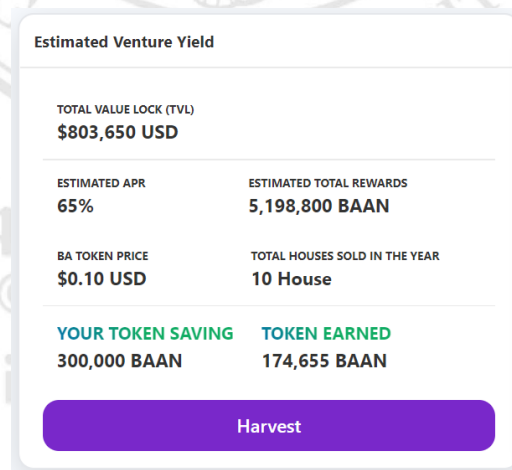 Estimated Venture Yield
TOTAL VALUE LOCK (TVL)
$803,650 USD
ESTIMATED APR
65%
ESTIMATED TOTAL REWARDS
5,198,800 BAAN
BA TOKEN PRICE
$0.10 USD
TOTAL HOUSES SOLD IN THE YEAR
10 House
YOUR TOKEN SAVING
300,000 BAAN
TOKEN EARNED
174,655 BAAN
Harvest